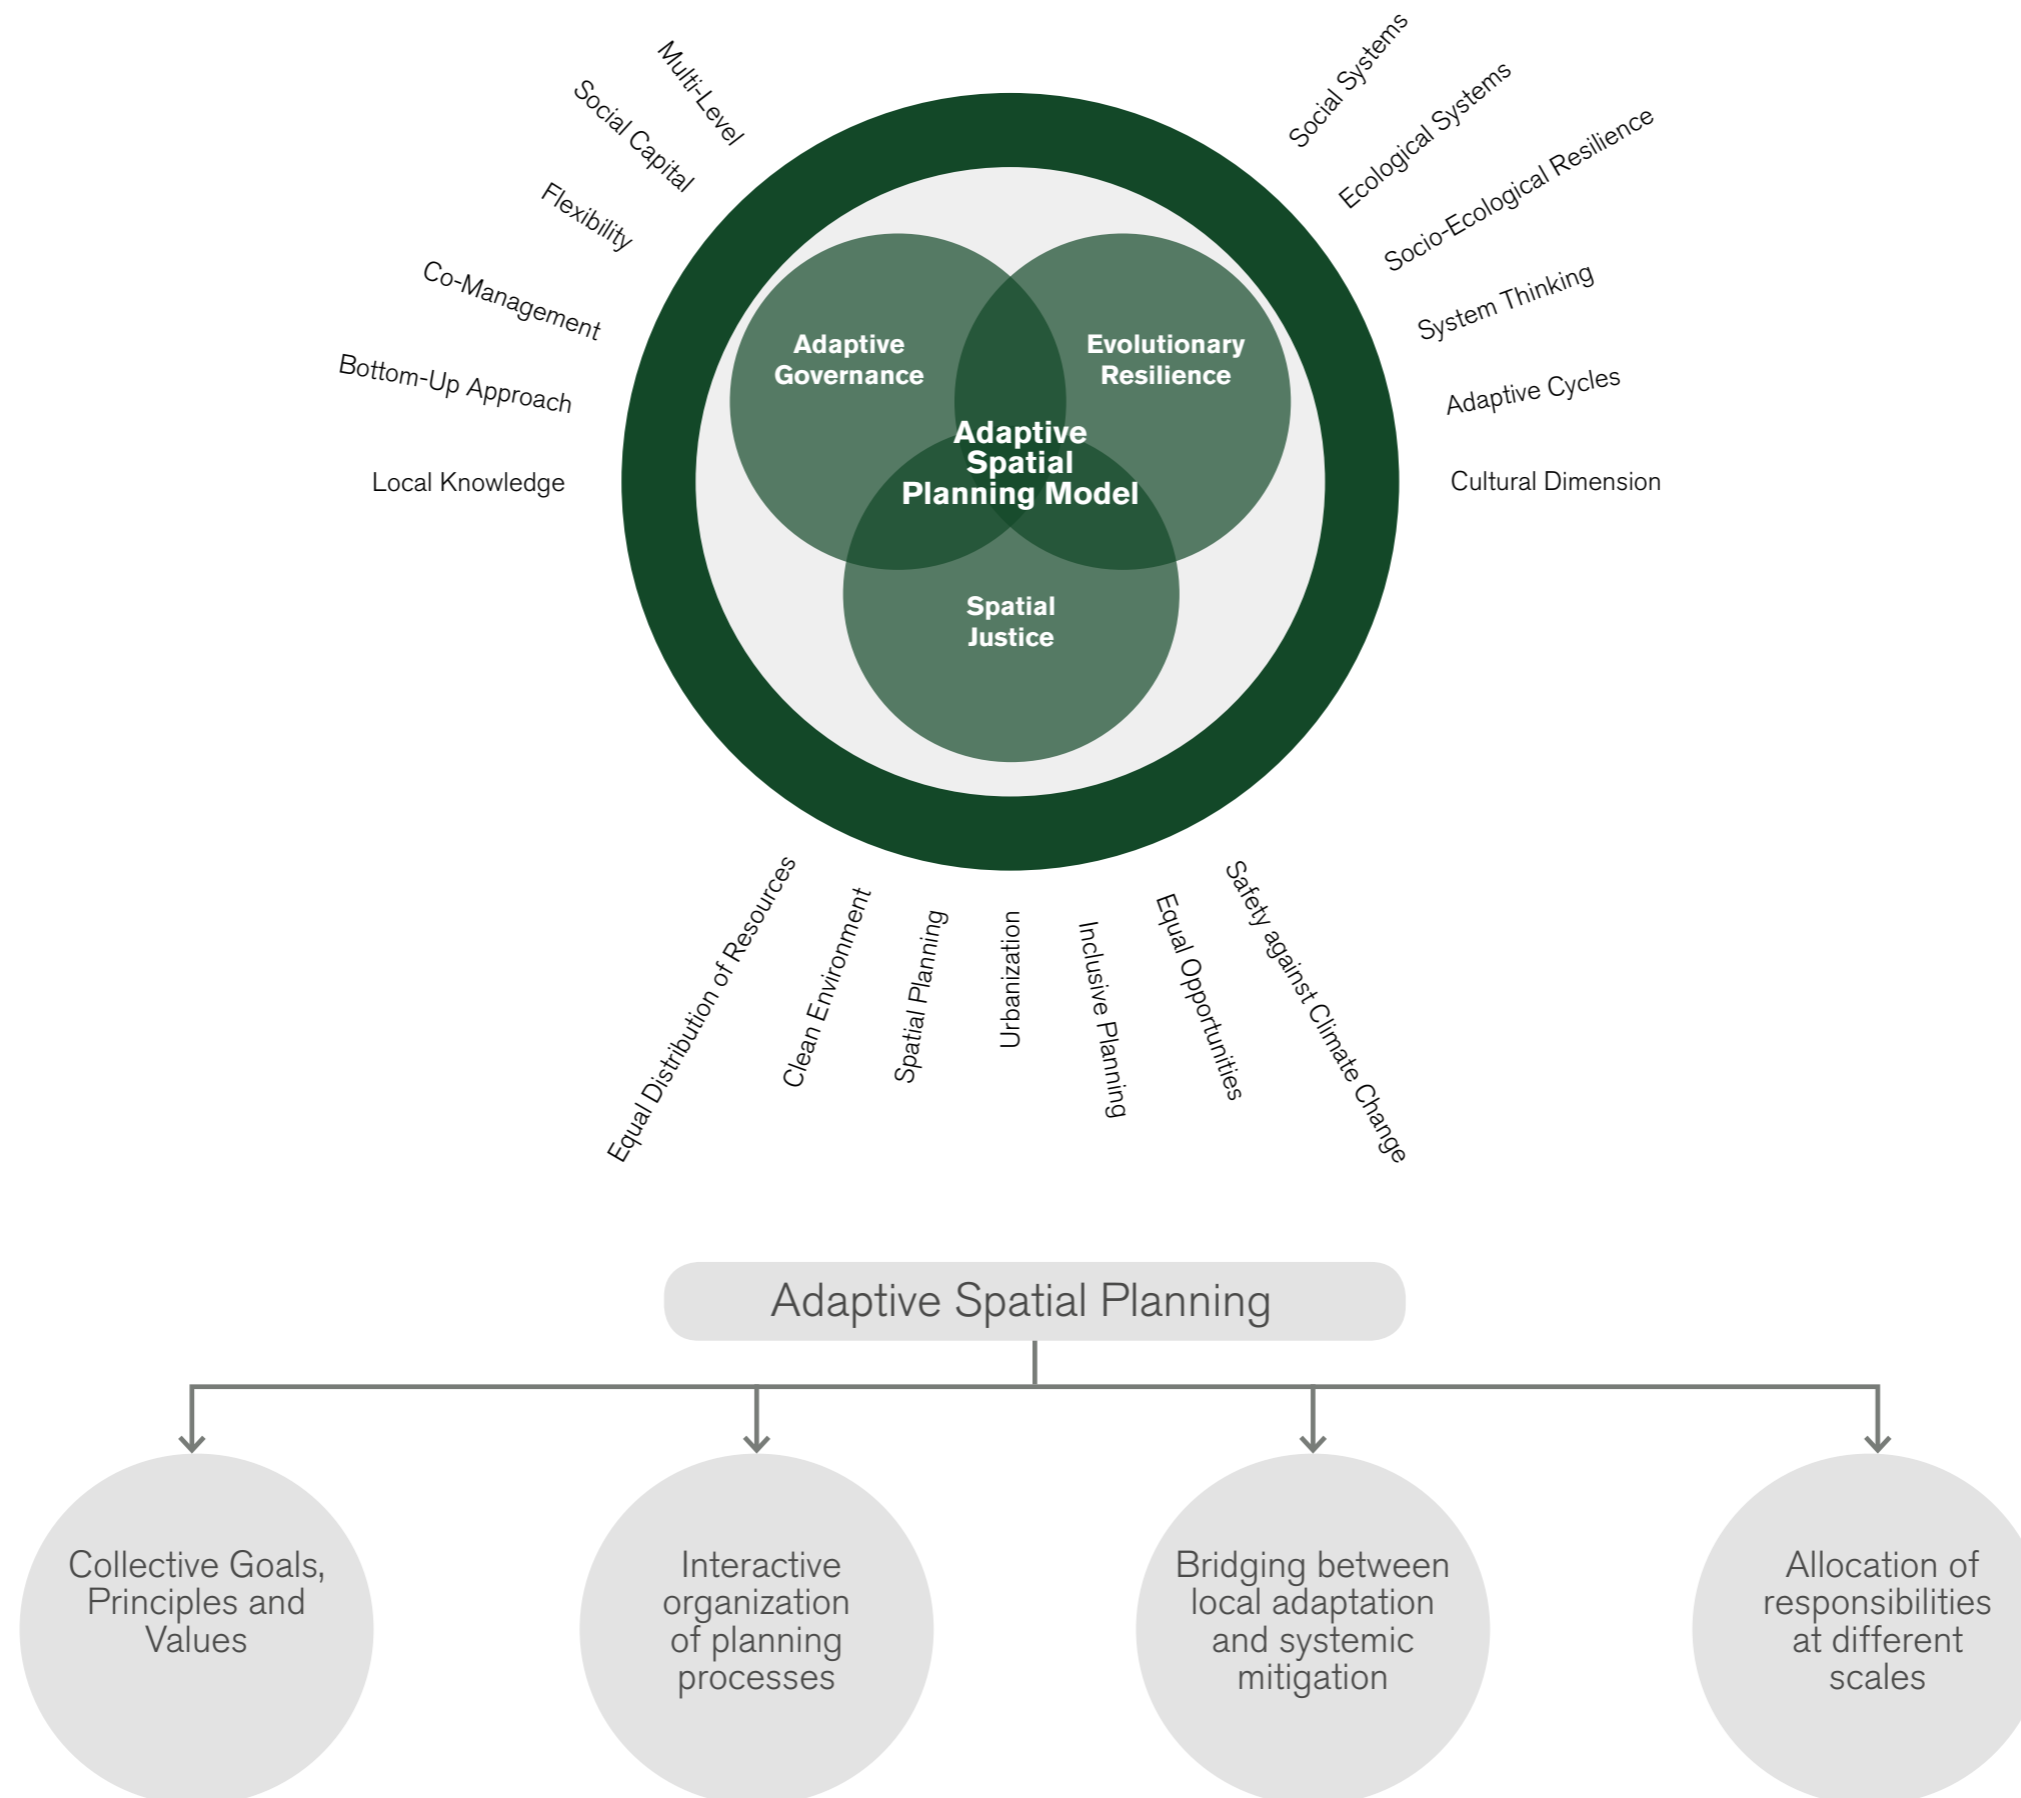 Multi-Level
Social Capital
Flexibility
Co-Management
Bottom-Up Approach
Local Knowledge
Social Systems
Ecological Systems
Socio-Ecological Resilience
System Thinking
Adaptive Cycles
Cultural Dimension
Adaptive
Governance
Evolutionary
Resilience
Adaptive
Spatial
Planning Model
Spatial
Justice
Equal Distribution of Resources
Clean Environment
Spatial Planning
Urbanization
Inclusive Planning
Equal Opportunities
Safety against Climate Change
Adaptive Spatial Planning
Collective Goals,
Principles and
Values
Interactive
organization
of planning
processes
Bridging between
local adaptation
and systemic
mitigation
Allocation of
responsibilities
at different
scales